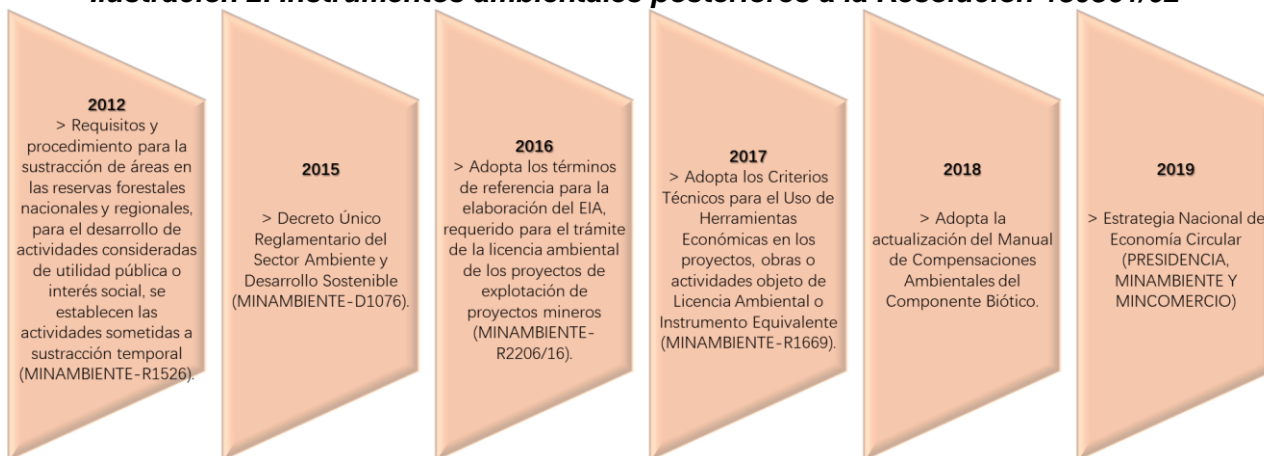 2012
> Requisitos y
procedimiento para la
sustracción de áreas en
las reservas forestales
nacionales y regionales,
para el desarrollo de
actividades consideradas
de utilidad pública o
interés social, se
establecen las
actividades sometidas a
sustracción temporal
(MINAMBIENTE-R1526).
2015
> Decreto Único
Reglamentario del
Sector Ambiente y
Desarrollo Sostenible
(MINAMBIENTE-D1076).
2016
> Adopta los términos
de referencia para la
elaboración del EIA,
requerido para el trámite
de la licencia ambiental
de los proyectos de
explotación de
proyectos mineros
(MINAMBIENTE-
R2206/16).
2017
> Adopta los Criterios
Técnicos para el Uso de
Herramientas
Económicas en los
proyectos, obras o
actividades objeto de
Licencia Ambiental o
Instrumento Equivalente
(MINAMBIENTE-R1669).
2018
> Adopta la
actualización del Manual
de Compensaciones
Ambientales del
Componente Biótico.
2019
> Estrategia Nacional de
Economía Circular
(PRESIDENCIA,
MINAMBIENTE Y
MINCOMERCIO)